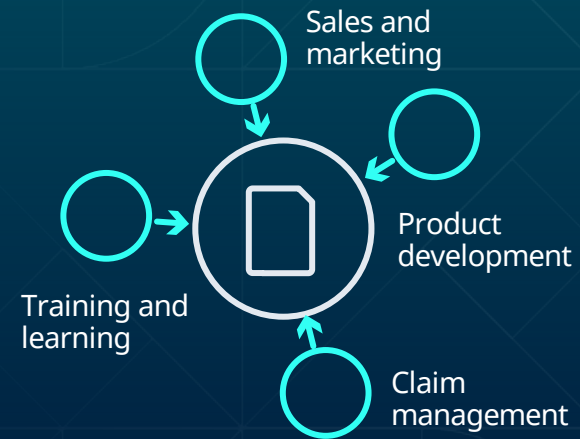 Sales and
marketing
Product
development
Training and
learning
Claim
management